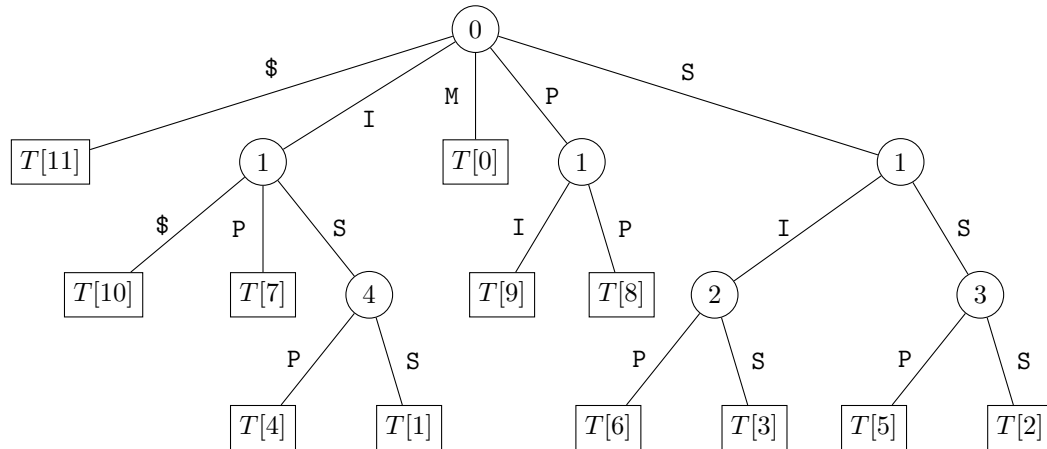 0
$ I M P S
T[11] 1 T[0] 1 1
$ P S I P I S
T[10] T[7] 4 T[9] T[8] 2 3
P S P S P S
T[4] T[1] T[6] T[3] T[5] T[2]